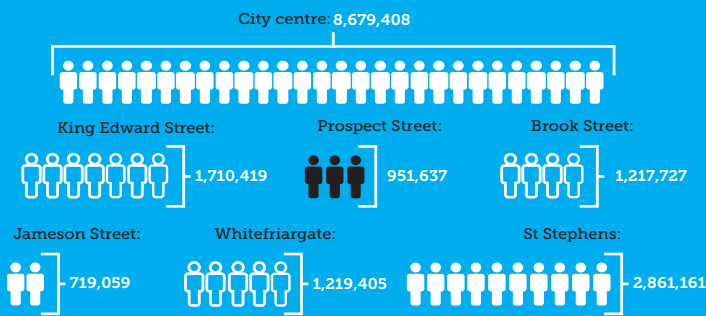 City centre: 8,679,408
King Edward Street:
1,710,419
Prospect Street:
951,637
Brook Street:
1,217,727
Jameson Street:
719,059
Whitefriargate:
1,219,405
St Stephens:
2,861,161